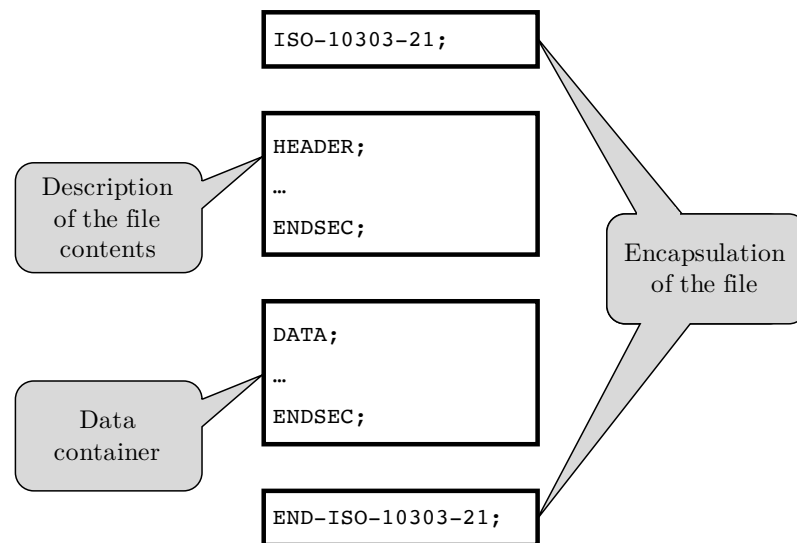 ISO-10303-21;
HEADER;
…
ENDSEC;
Description
of the file
contents
Encapsulation
of the file
DATA;
…
ENDSEC;
Data
container
END-ISO-10303-21;